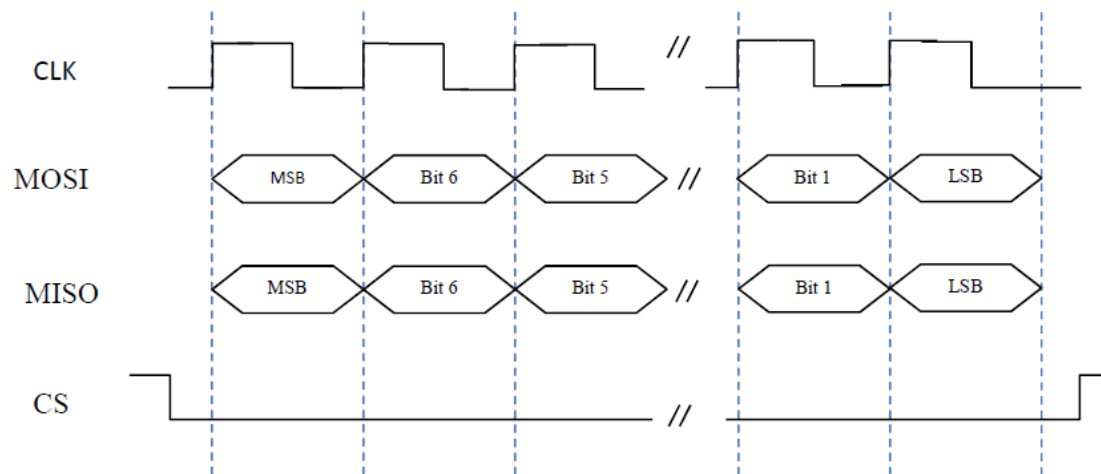 CLK //
MOSI MSB Bit 6 Bit 5 // Bit 1 LSB
MISO MSB Bit 6 Bit 5 // Bit 1 LSB
CS //